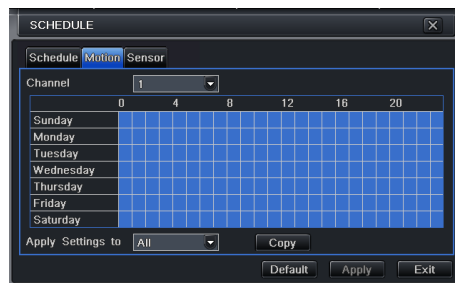 SCHEDULE
Schedule Motion Sensor
Channel 1
0 4 8 12 16 20
Sunday
Monday
Tuesday
Wednesday
Thursday
Friday
Saturday
Apply Settings to All Copy
Default Apply Exit